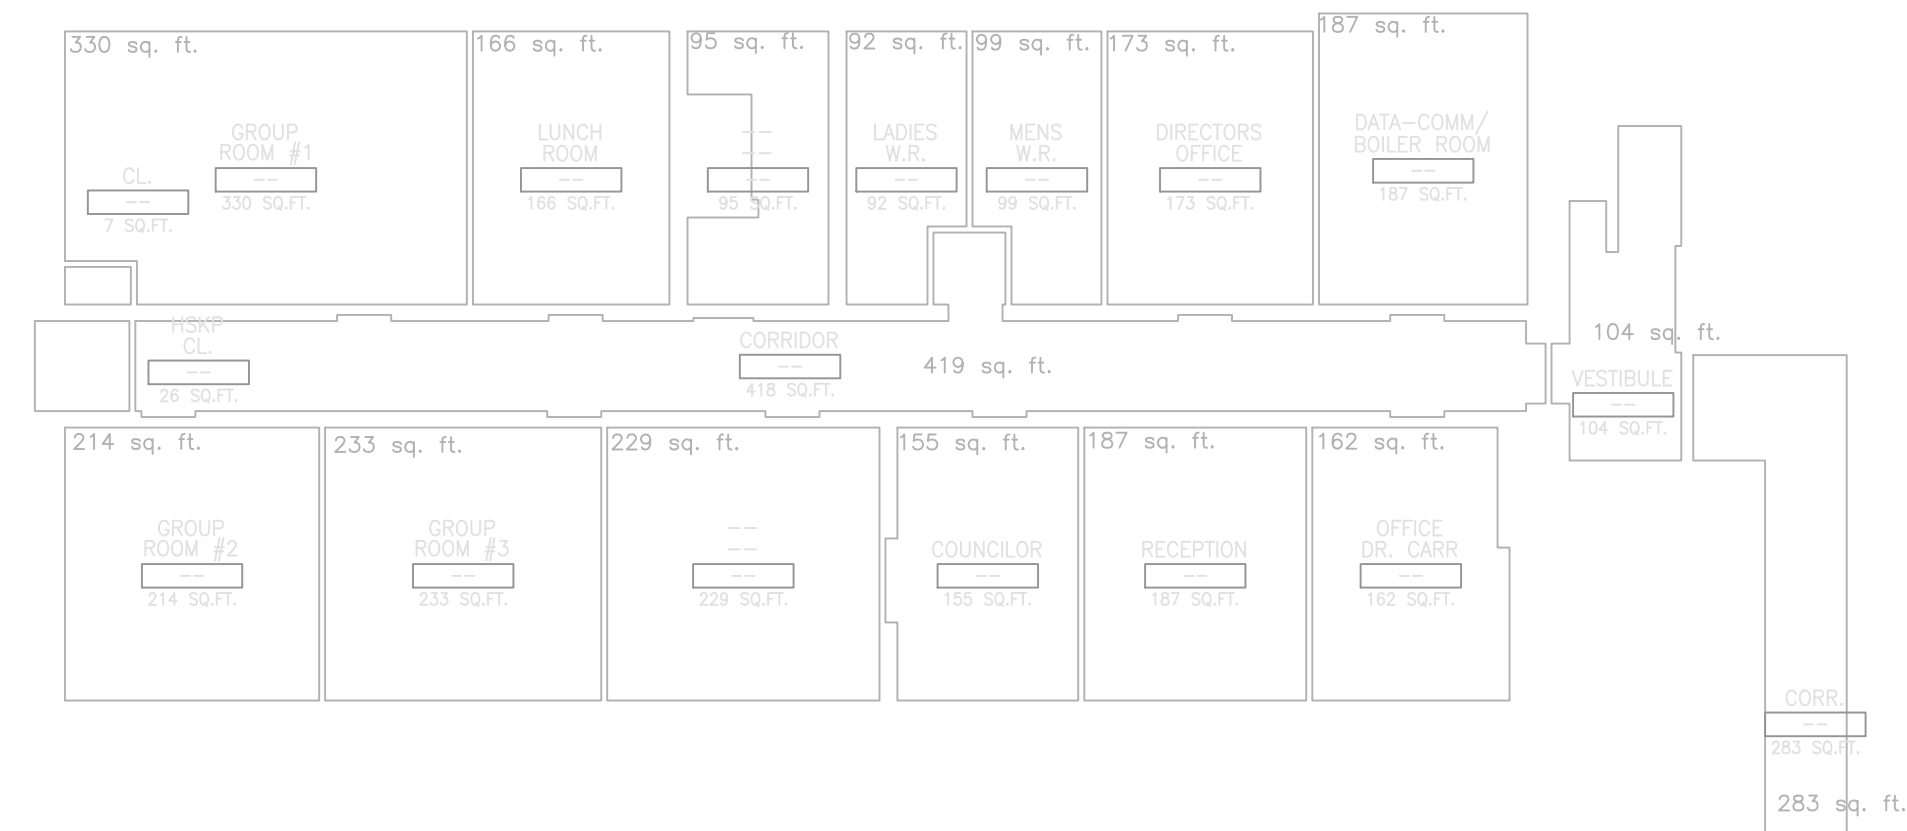 330 sq. ft.
166 sq. ft.
95 sq. ft.
92 sq. ft.
99 sq. ft.
173 sq. ft.
187 sq. ft.
GROUP
ROOM #1
--
330 SQ.FT.
CL.
--
7 SQ.FT.
LUNCH
ROOM
--
166 SQ.FT.
--
--
--
95 SQ.FT.
LADIES
W.R.
--
92 SQ.FT.
MENS
W.R.
--
99 SQ.FT.
DIRECTORS
OFFICE
--
173 SQ.FT.
DATA-COMM/
BOILER ROOM
--
187 SQ.FT.
HSKP
CL.
--
26 SQ.FT.
CORRIDOR
--
418 SQ.FT.
419 sq. ft.
104 sq. ft.
VESTIBULE
--
104 SQ.FT.
214 sq. ft.
233 sq. ft.
229 sq. ft.
155 sq. ft.
187 sq. ft.
162 sq. ft.
GROUP
ROOM #2
--
214 SQ.FT.
GROUP
ROOM #3
--
233 SQ.FT.
--
--
--
229 SQ.FT.
COUNCILOR
--
155 SQ.FT.
RECEPTION
--
187 SQ.FT.
OFFICE
DR. CARR
--
162 SQ.FT.
CORR.
--
283 SQ.FT.
283 sq. ft.